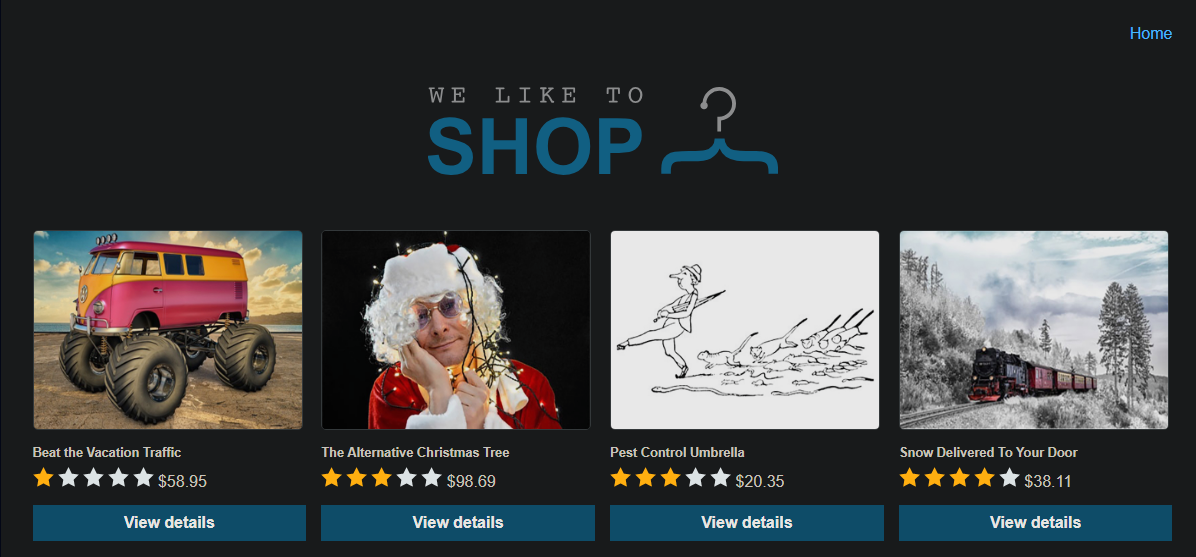 Home
WE LIKE TO
SHOP
Beat the Vacation Traffic
The Alternative Christmas Tree
Pest Control Umbrella
Snow Delivered To Your Door
$58.95
$98.69
$20.35
$38.11
View details
View details
View details
View details